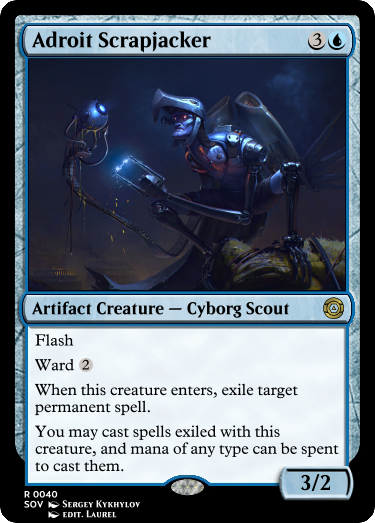 Adroit Scrapjacker 3
Artifact Creature — Cyborg Scout
Flash
Ward 2
When this creature enters, exile target
permanent spell.
You may cast spells exiled with this
creature, and mana of any type can be spent
to cast them.
3/2
R 0040
SOV SERGEY KYKHYLOV
EDIT. LAUREL